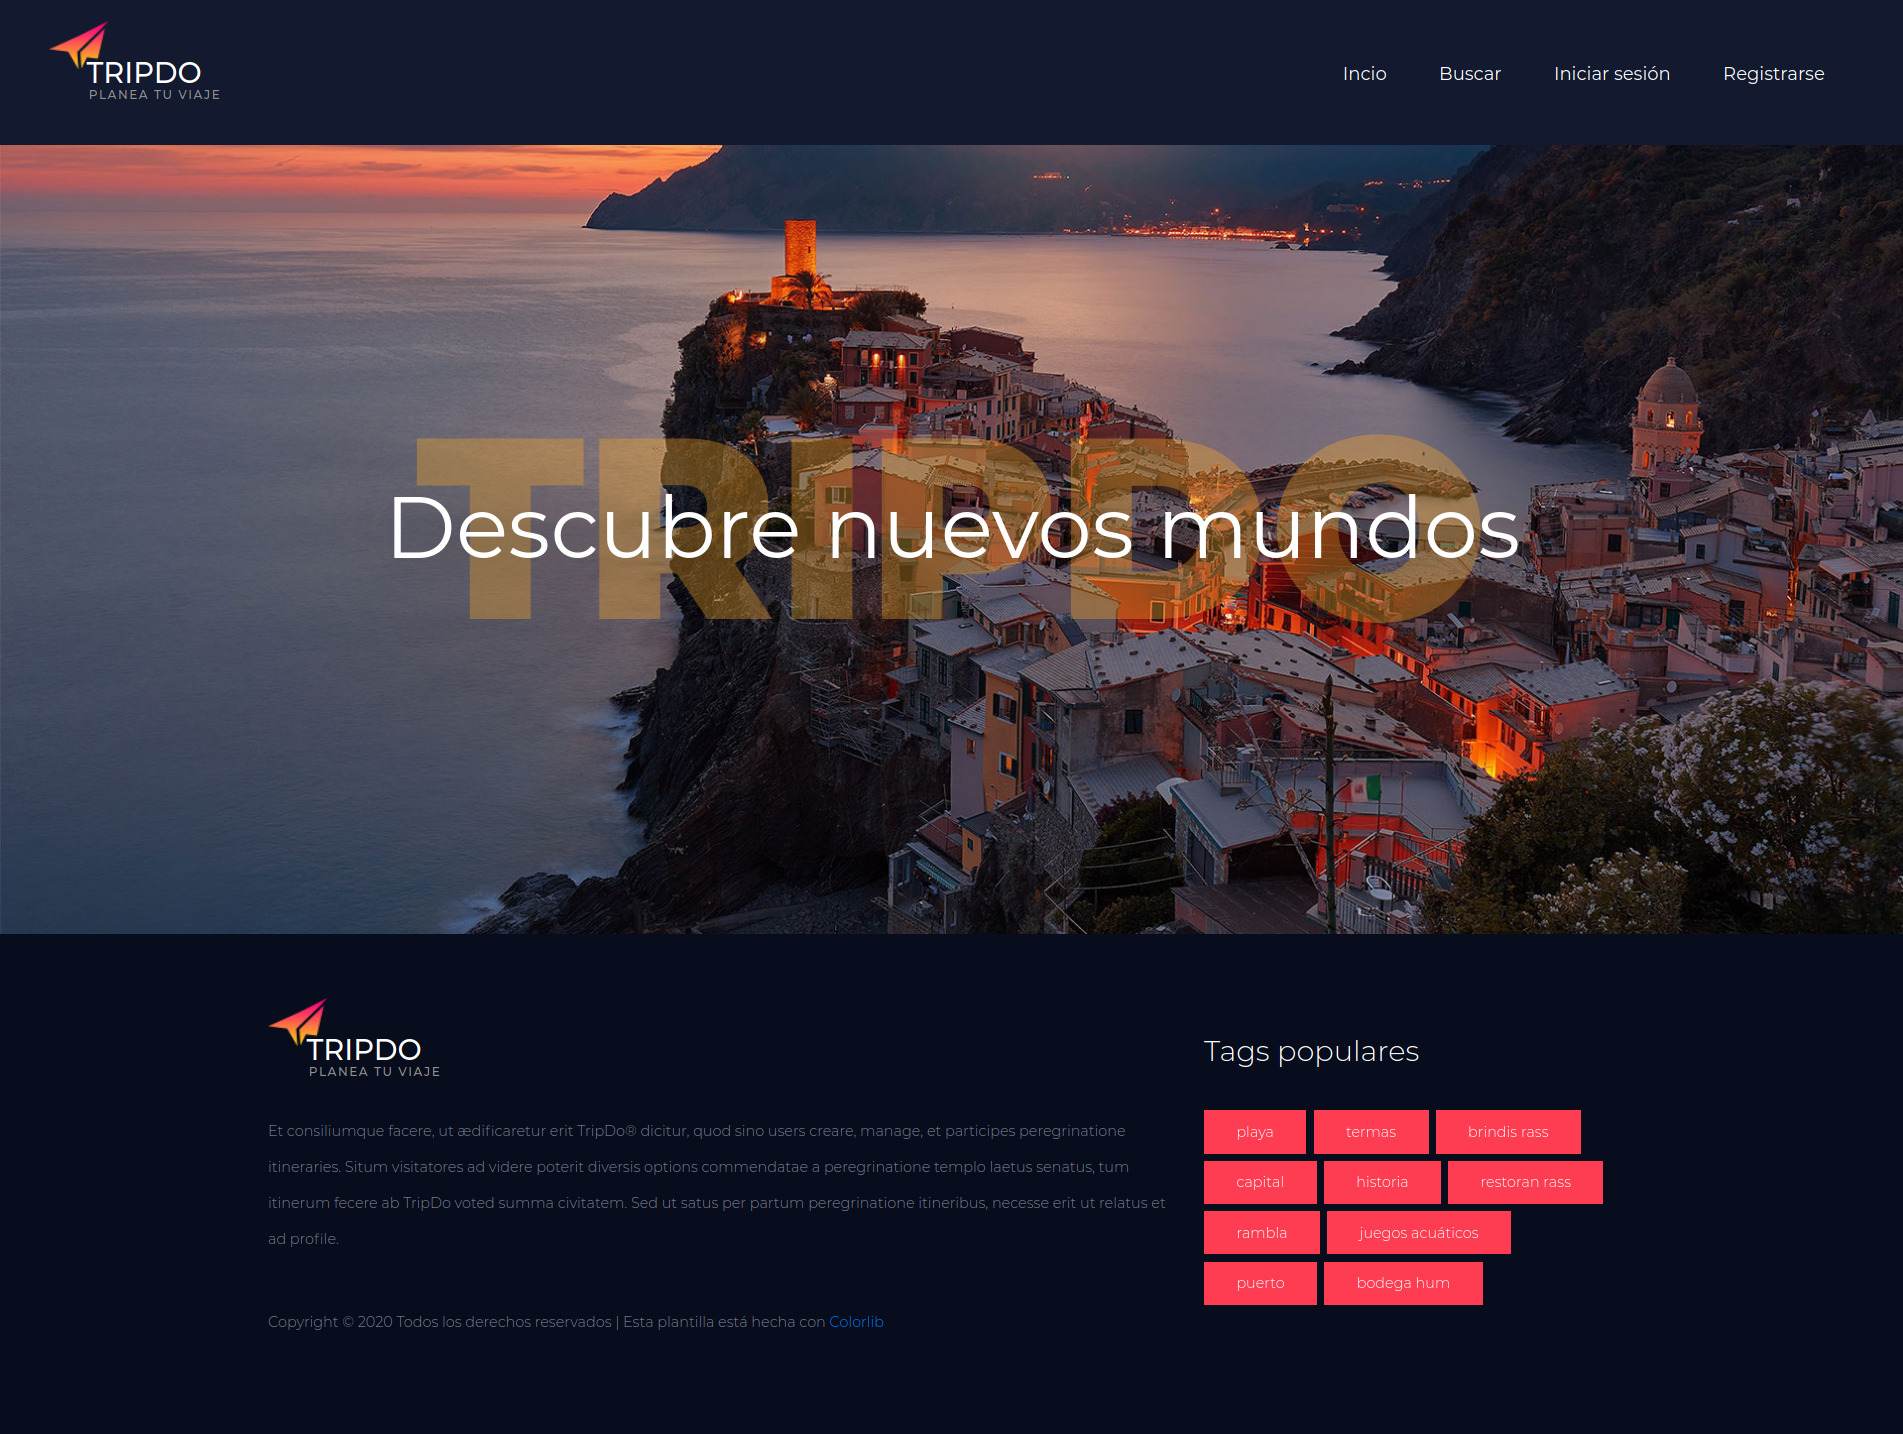 TRIPDO
PLANEA TU VIAJE
Incio Buscar Iniciar sesión Registrarse
TRIPDO
Descubre nuevos mundos
TRIPDO
PLANEA TU VIAJE
Et consiliumque facere, ut ædificaretur erit TripDo® dicitur, quod sino users creare, manage, et participes peregrinatione
itineraries. Situm visitatores ad videre poterit diversis options commendatae a peregrinatione templo laetus senatus, tum
itinerum fecere ab TripDo voted summa civitatem. Sed ut satus per partum peregrinatione itineribus, necesse erit ut relatus et
ad profile.
Copyright © 2020 Todos los derechos reservados | Esta plantilla está hecha con Colorlib
Tags populares
playa termas brindis rass
capital historia restoran rass
rambla juegos acuáticos
puerto bodega hum